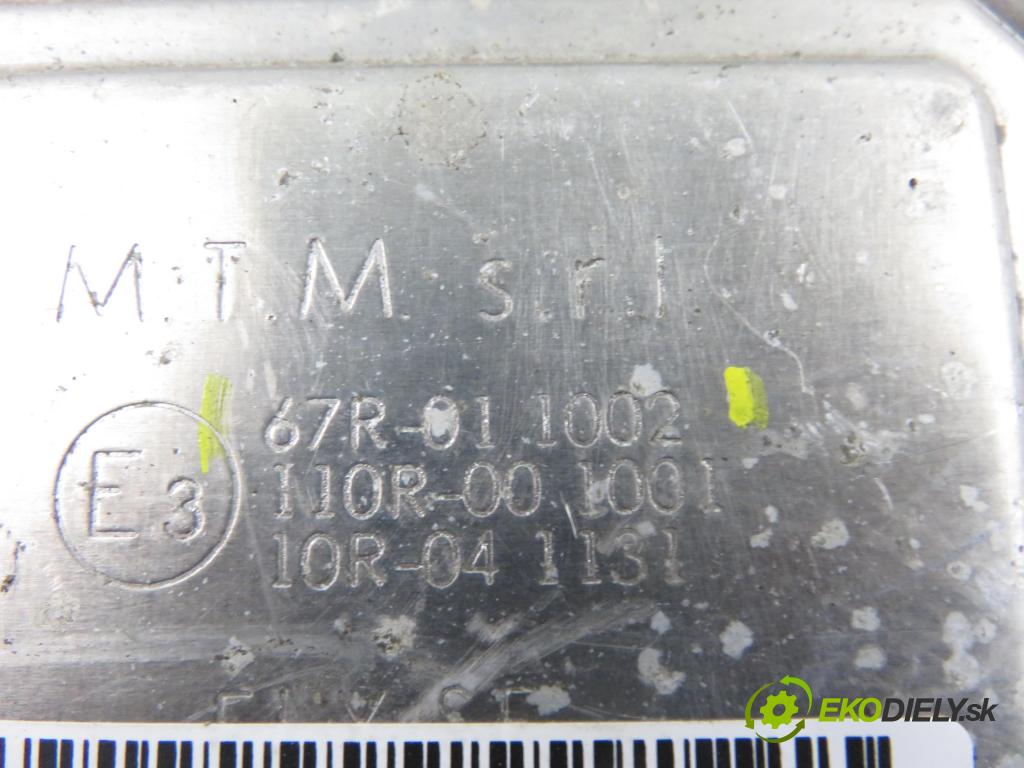 M.T.M. s.r.l
E3
67R-01 1002
110R-00 1001
10R-04 1131
EKODIELY.sk